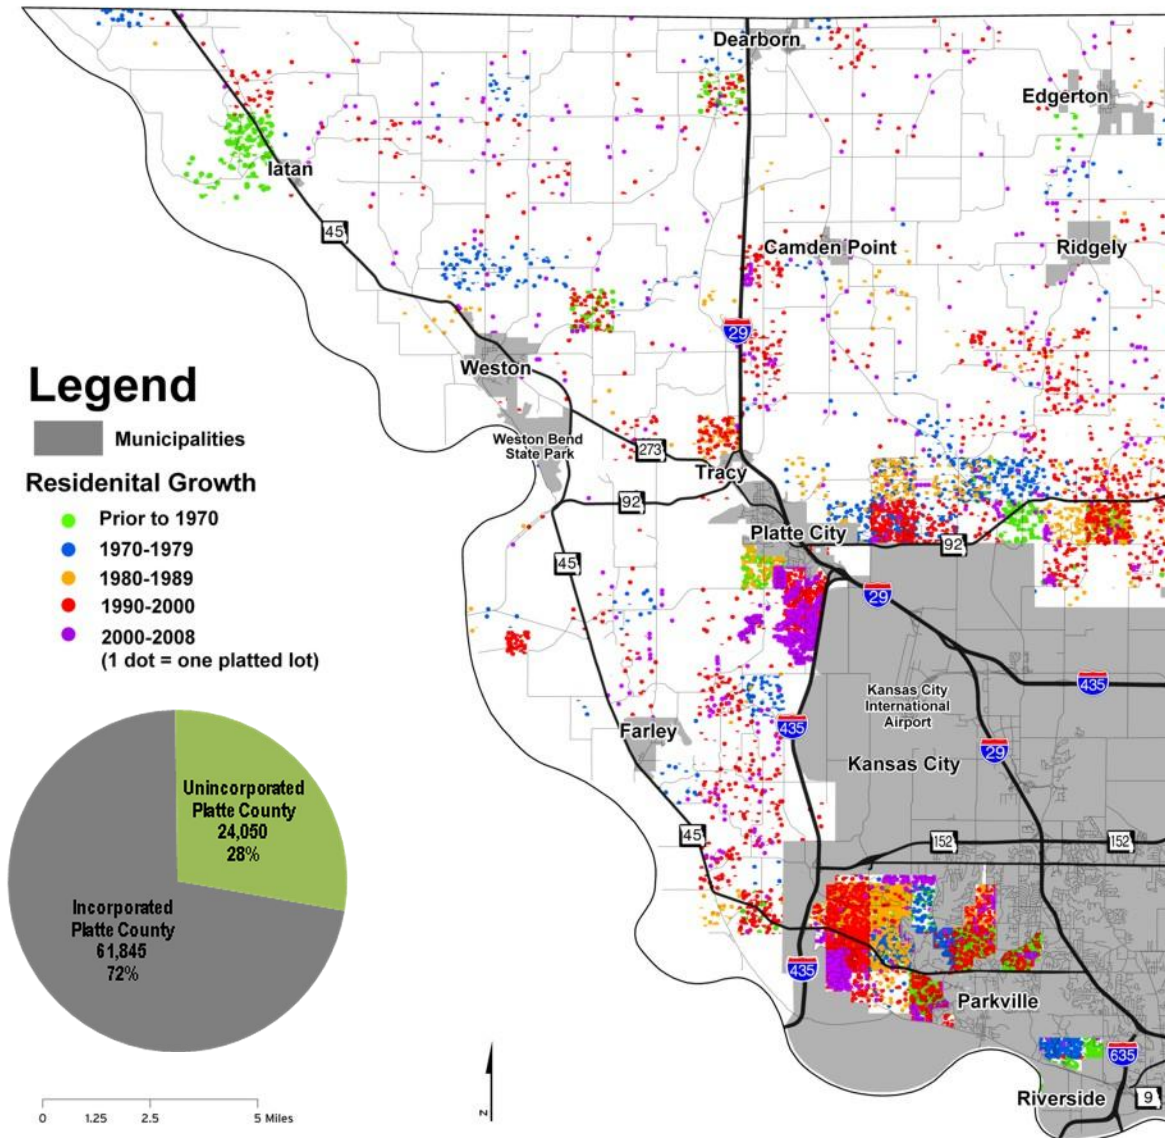 Dearborn
Edgerton
Iatan
45
Camden Point
Ridgely
29
Weston
Legend
Municipalities
Weston Bend
State Park
273
Residenital Growth
Tracy
92
Prior to 1970
Platte City
1970-1979
92
45
1980-1989
29
1990-2000
2000-2008
(1 dot = one platted lot)
435
Kansas City
International
Airport
Farley
435
29
Kansas City
Unincorporated
Platte County
24,050
28%
45
152
152
Incorporated
Platte County
61,845
72%
435
Parkville
635
Riverside
9
0
1.25
2.5
5 Miles
N